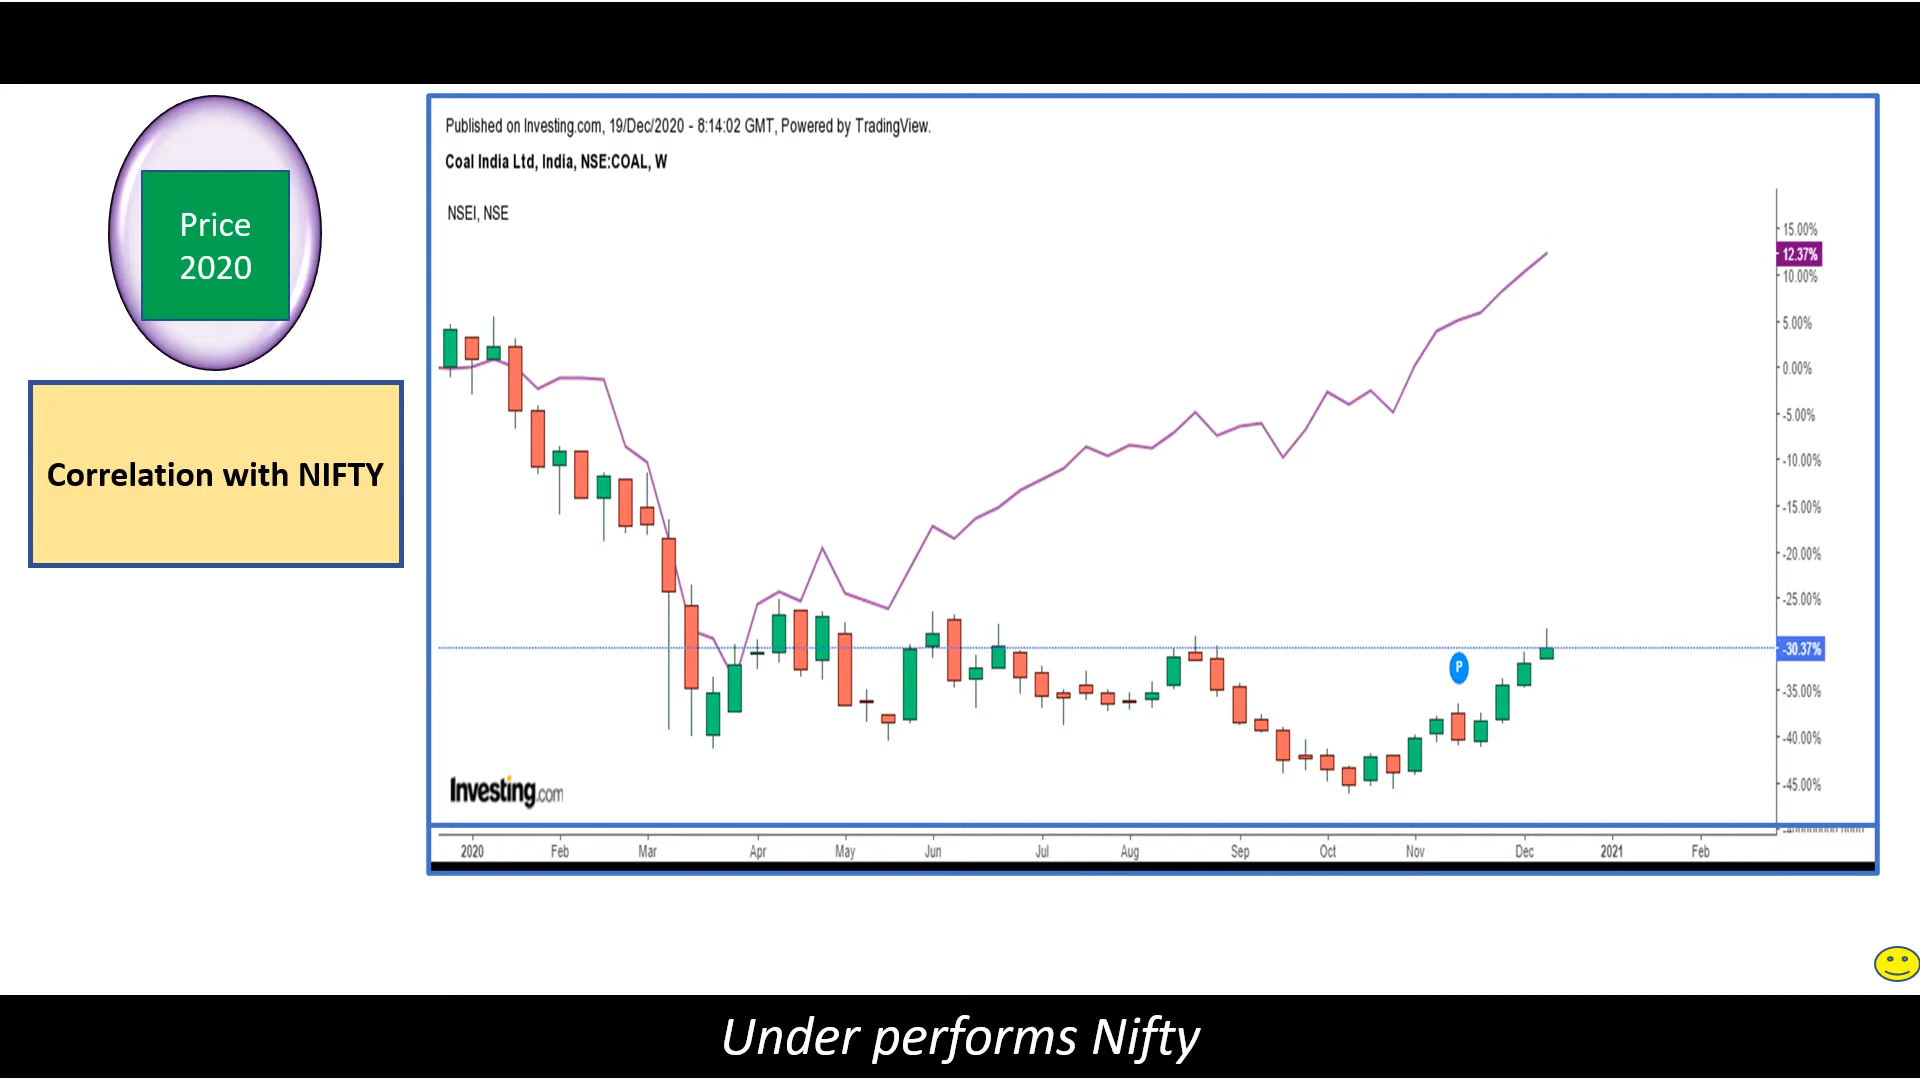 Price
2020
Correlation with NIFTY
Published on Investing.com, 19/Dec/2020 - 8:14:02 GMT, Powered by TradingView.
Coal India Ltd, India, NSE:COAL, W
NSEI, NSE
15.00%
12.37%
10.00%
5.00%
0.00%
-5.00%
-10.00%
-15.00%
-20.00%
-25.00%
-30.37%
-35.00%
-40.00%
-45.00%
P
Investing.com
2020 Feb Mar Apr May Jun Jul Aug Sep Oct Nov Dec 2021 Feb
Under performs Nifty